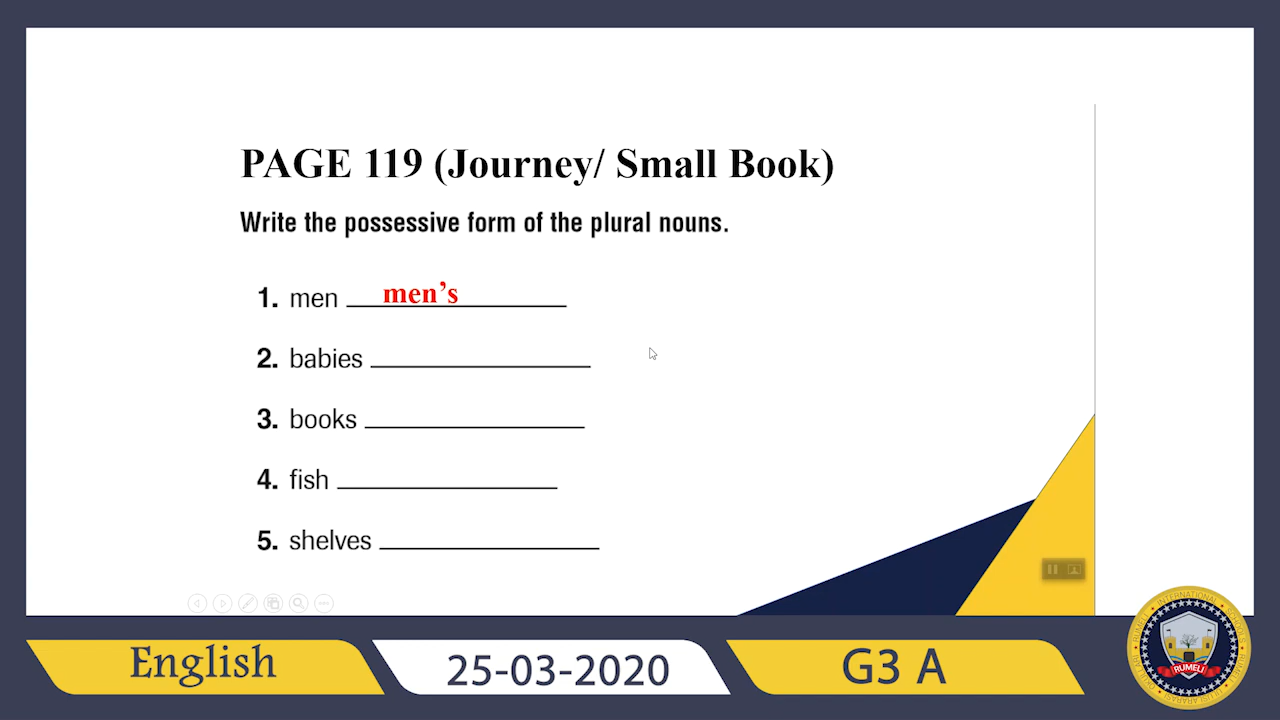 PAGE 119 (Journey/ Small Book)
Write the possessive form of the plural nouns.
1. men men’s
2. babies
3. books
4. fish
5. shelves
English
25-03-2020
G3 A
RUMELI